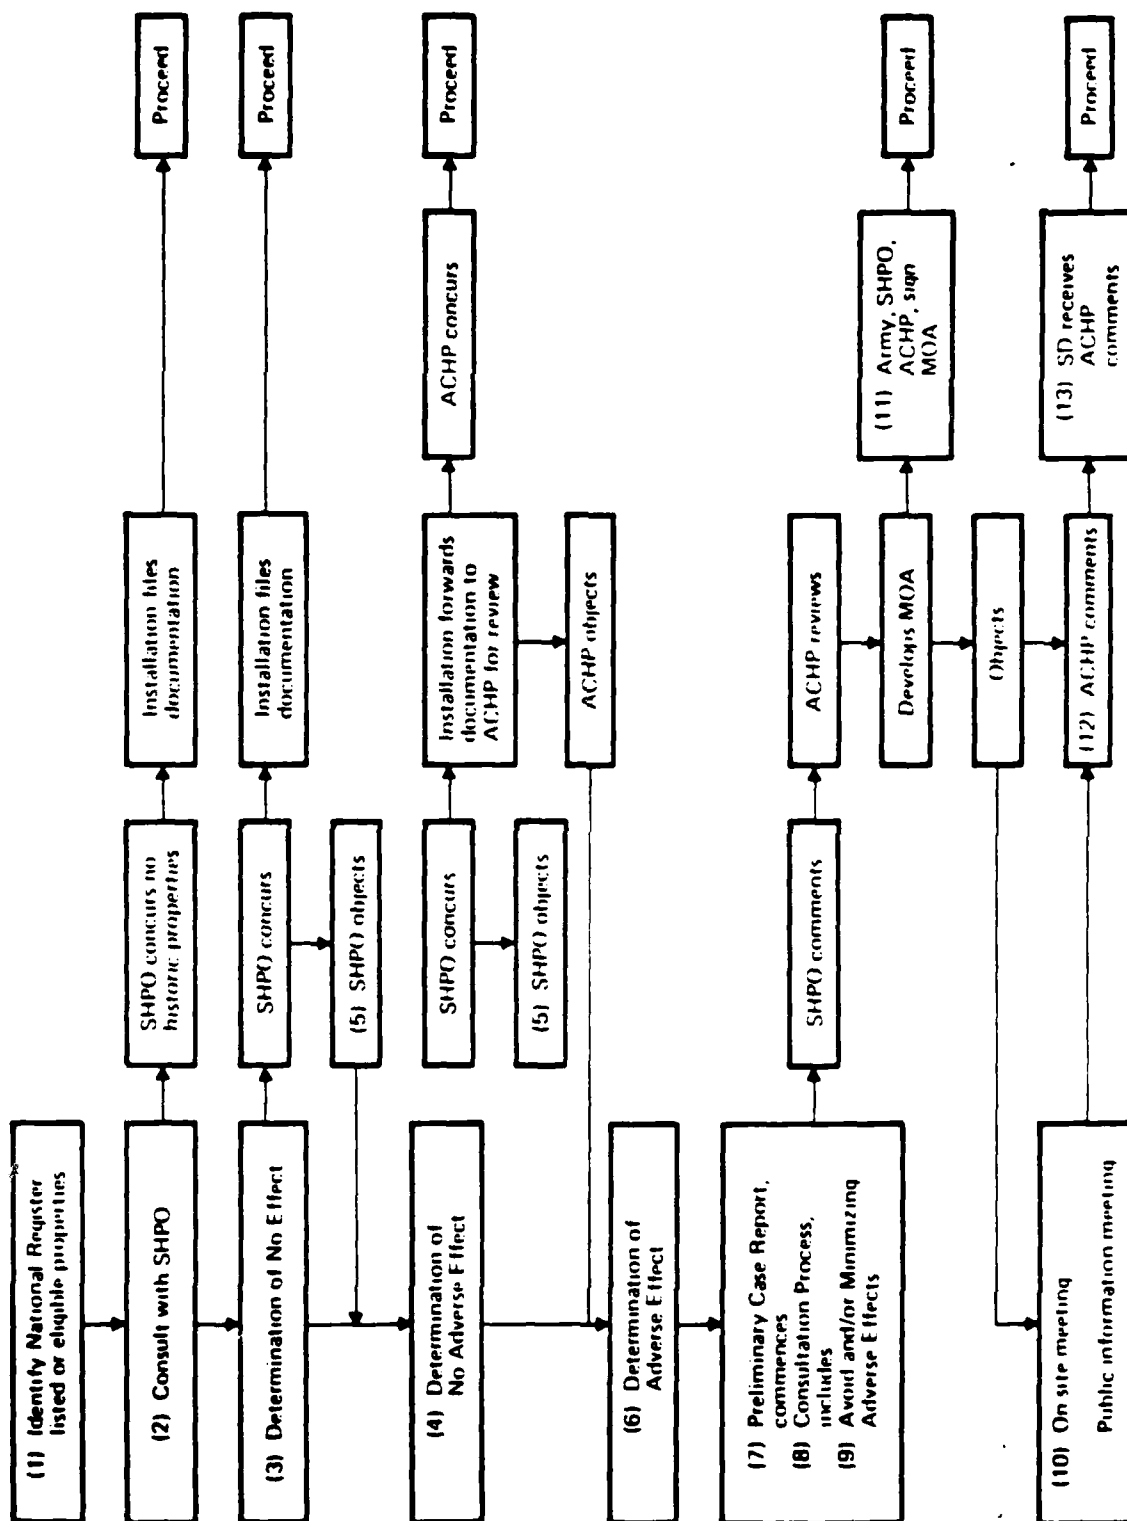 (1) Identify National Register
listed or eligible properties
(2) Consult with SHPO
SHPO concurs no
historic properties
Installation files
documentation
Proceed
(3) Determination of No Effect
SHPO concurs
Installation files
documentation
Proceed
(5) SHPO objects
(4) Determination of
No Adverse Effect
SHPO concurs
Installation forwards
documentation to
ACHP for review
ACHP concurs
Proceed
(5) SHPO objects
ACHP objects
(6) Determination of
Adverse Effect
(7) Preliminary Case Report,
commences
(8) Consultation Process,
includes
(9) Avoid and/or Minimizing
Adverse Effects
SHPO comments
ACHP reviews
Develops MOA
(11) Army, SHPO,
ACHP, sign
MOA
Proceed
Objects
(10) On site meeting
Public information meeting
(12) ACHP comments
(13) SD receives
ACHP
comments
Proceed